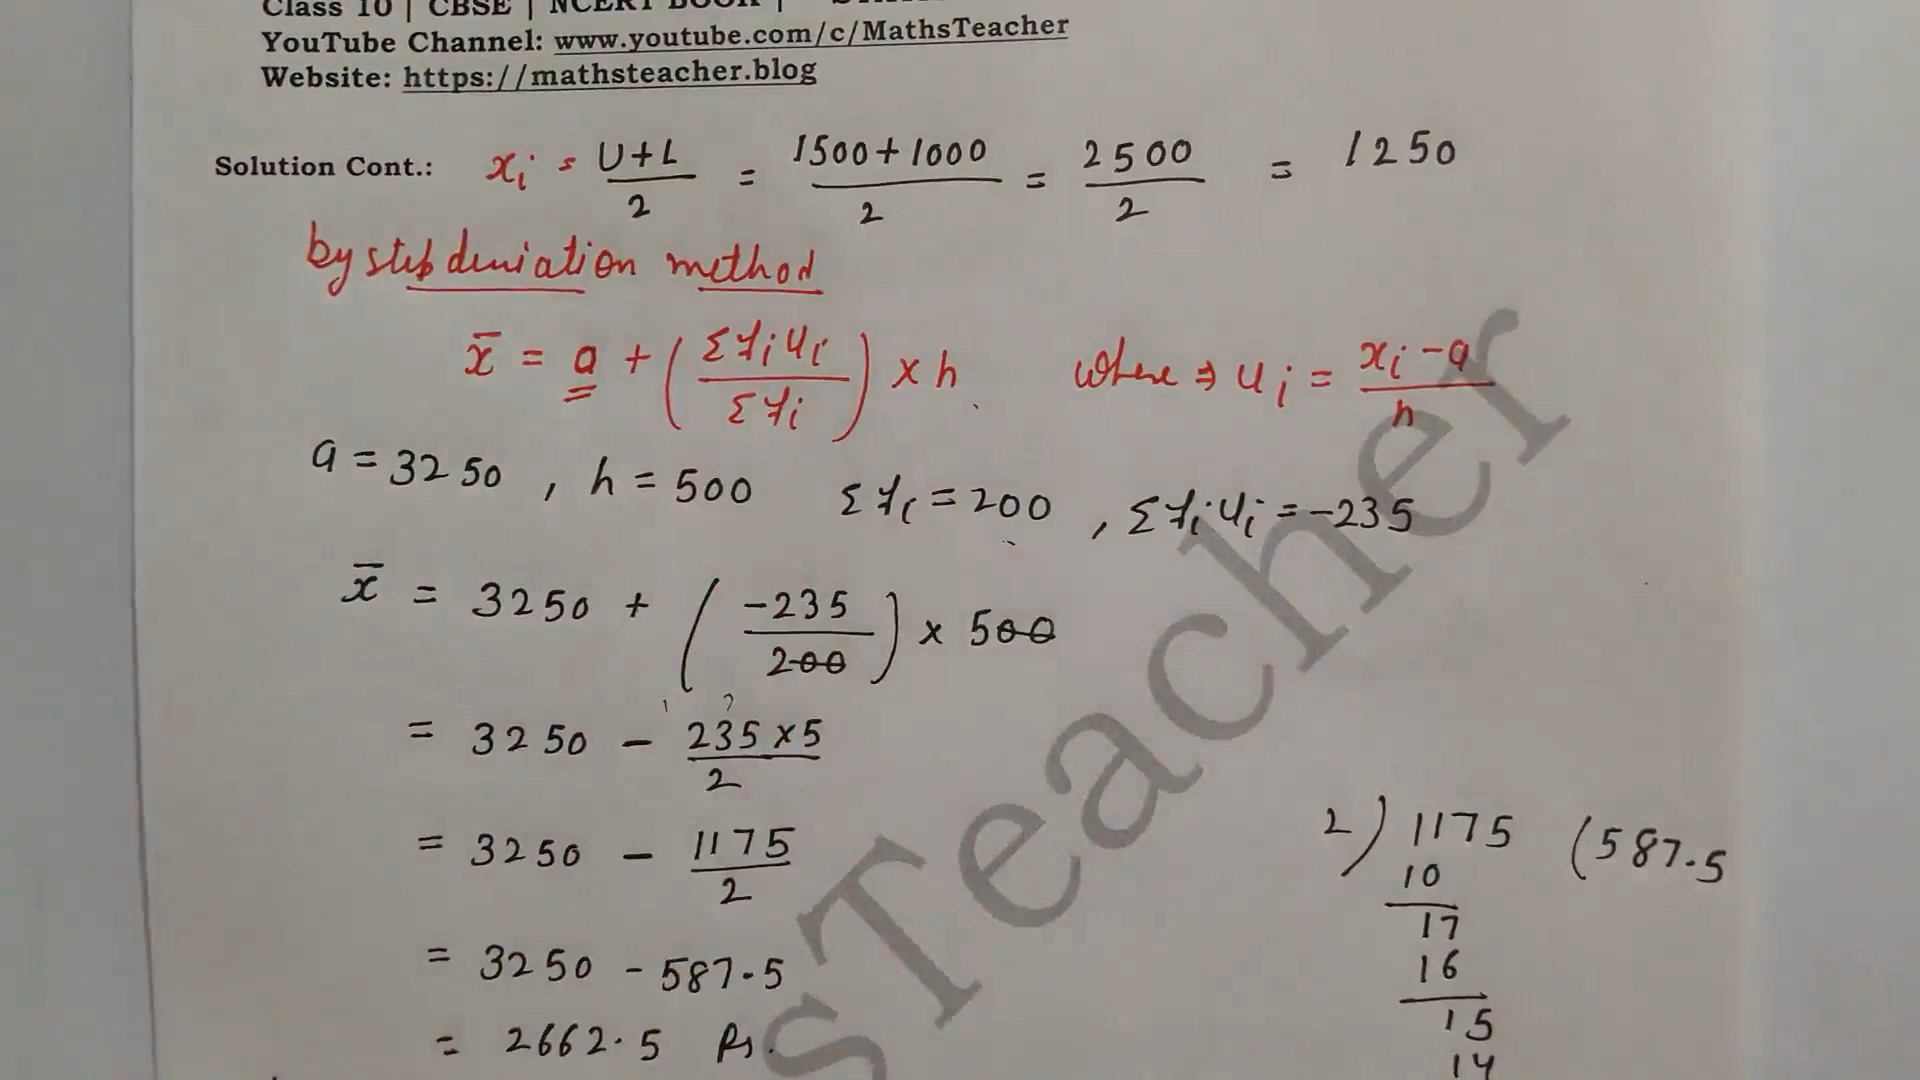 Class 10 | CBSE | NCERT BOOK |
YouTube Channel: www.youtube.com/c/MathsTeacher
Website: https://mathsteacher.blog
Solution Cont.: xᵢ = (U+L)/2 = (1500+1000)/2 = 2500/2 = 1250
by step deviation method
x̄ = a + (Σfᵢuᵢ/Σfᵢ) × h where ⇒ uᵢ = (xᵢ-a)/h
a = 3250, h = 500 Σfᵢ = 200, Σfᵢuᵢ = -235
x̄ = 3250 + (-235/200) × 500
= 3250 - (235×5)/2
= 3250 - 1175/2
= 3250 - 587.5
= 2662.5 Rs.
2) 1175 (587.5
10
17
16
15
14
sTeacher